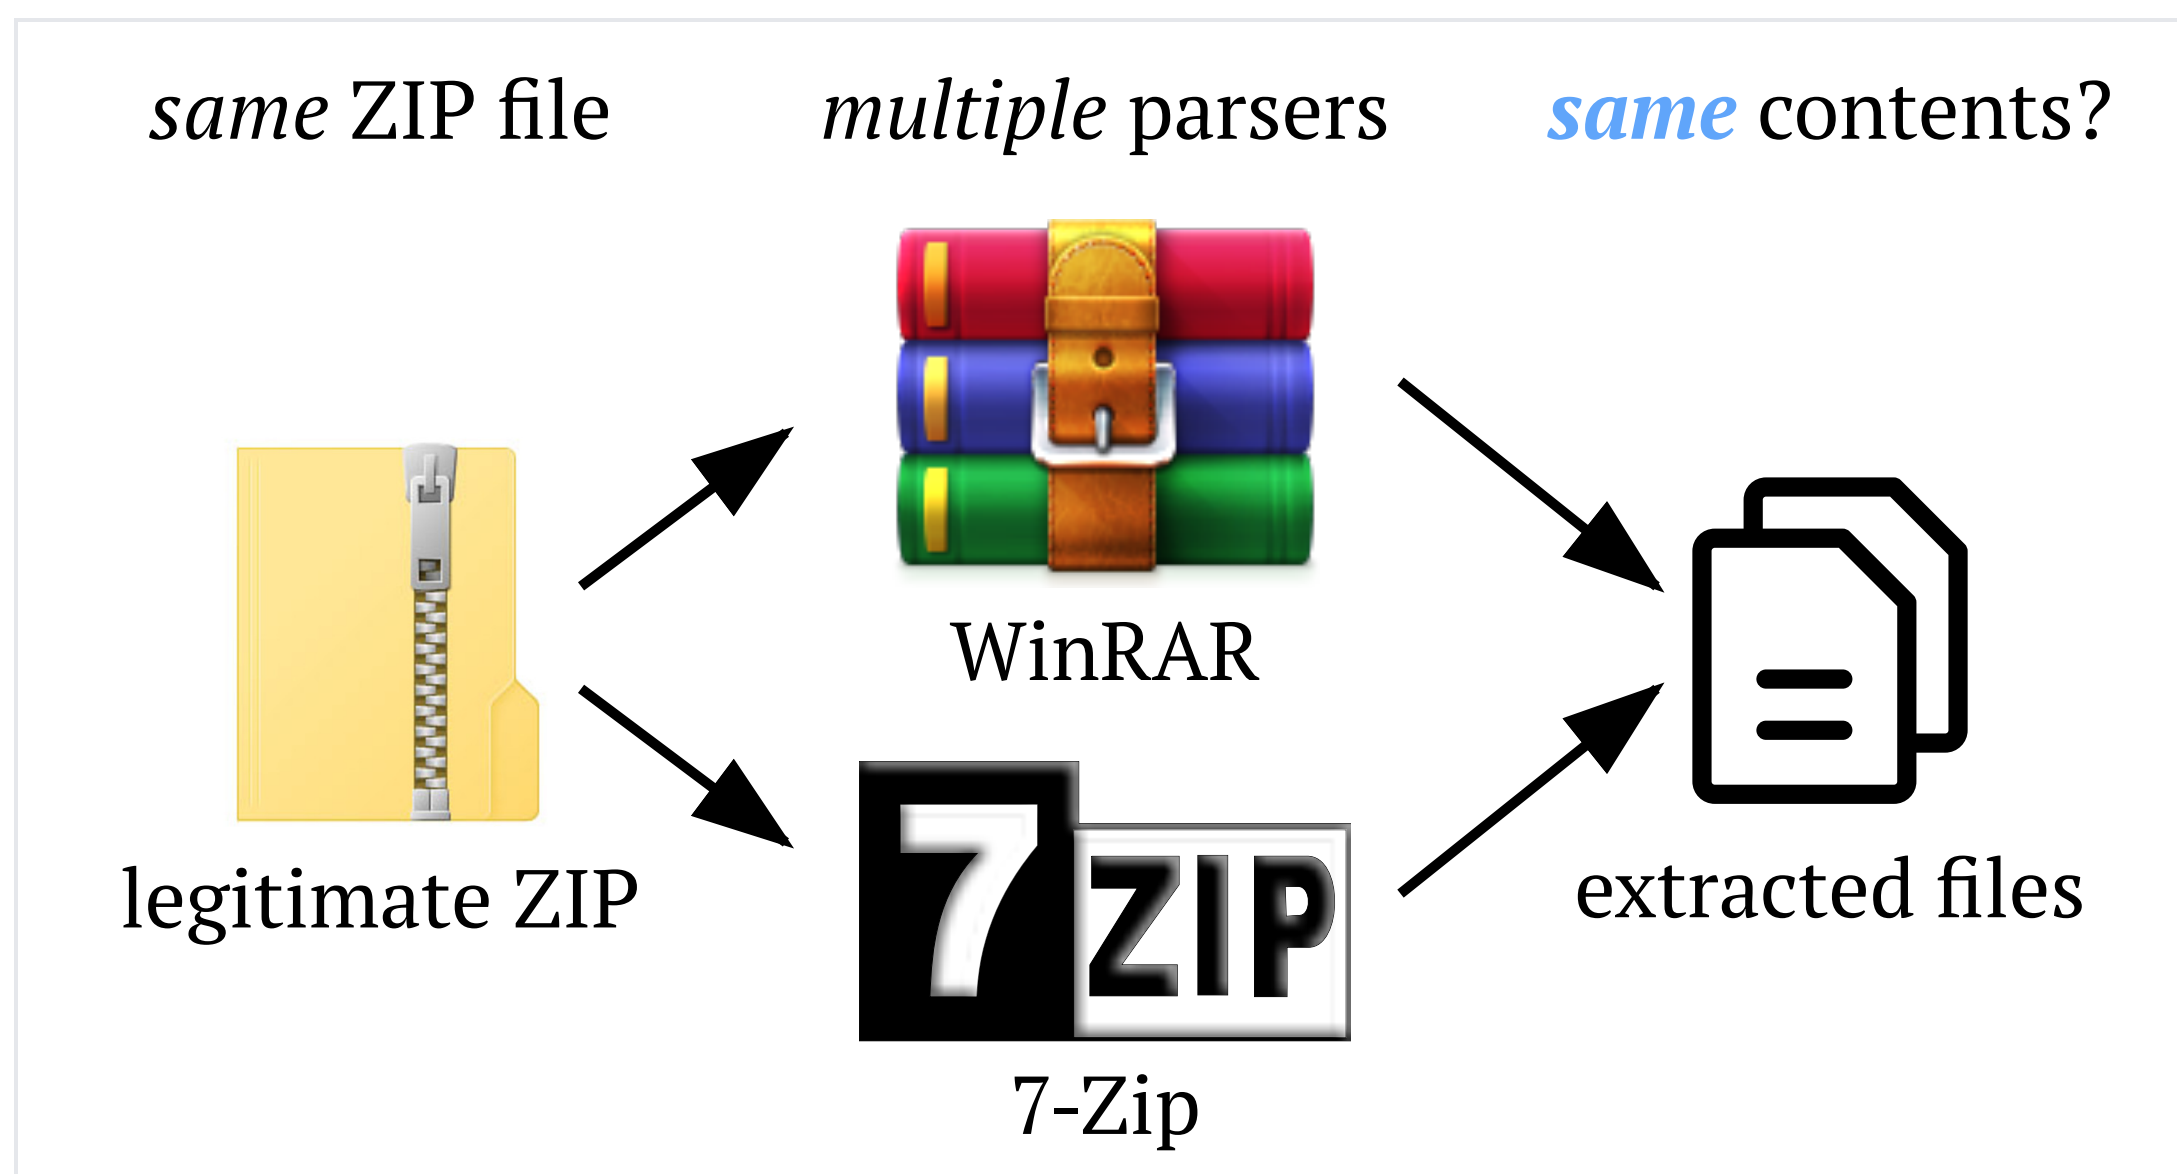 same ZIP file
multiple parsers
same contents?
WinRAR
legitimate ZIP
7ZIP
extracted files
7-Zip